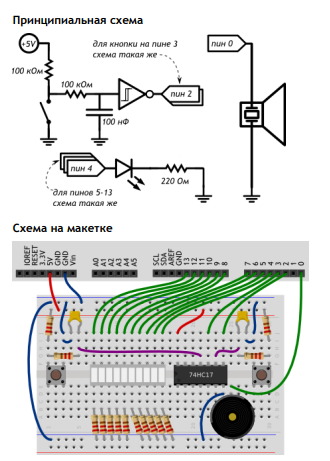 Принципиальная схема
+5V
для кнопки на пине 3
схема такая же
пин 0
100 кОм
100 кОм
пин 2
100 нФ
пин 4
220 Ом
для пинов 5-13
схема такая же
Схема на макетке
IOREF
RESET
3.3V
5V
GND
GND
Vin
A0
A1
A2
A3
A4
A5
SCL
SDA
AREF
GND
13
12
11
10
9
8
7
6
5
4
3
2
1
0
74HC17